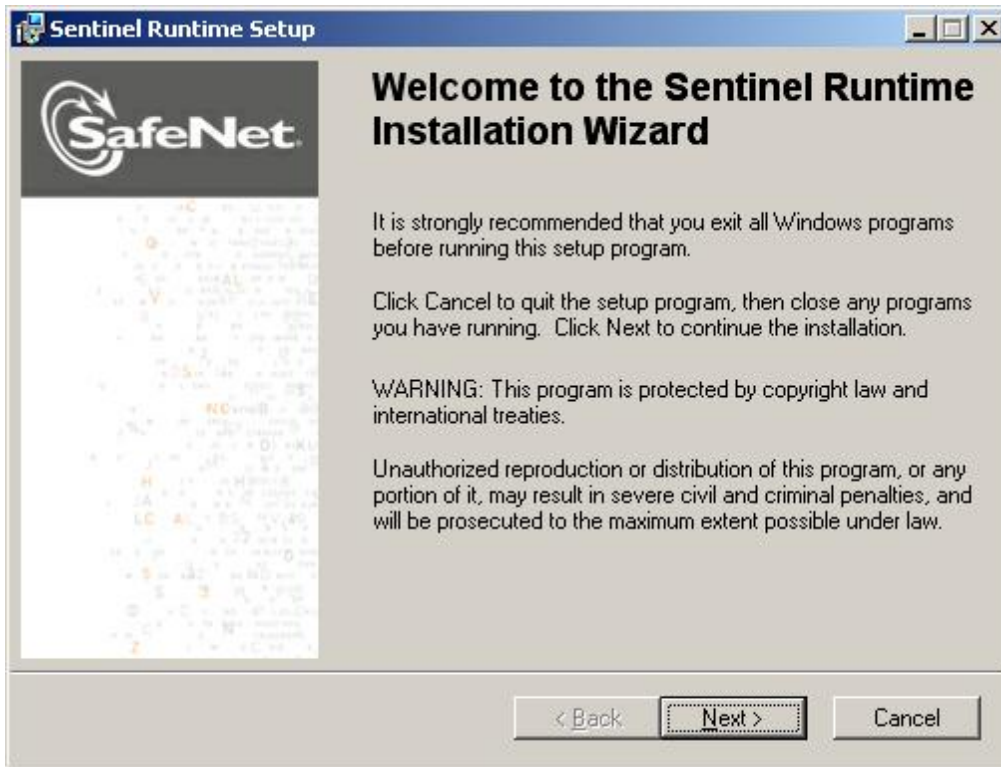 Sentinel Runtime Setup
SafeNet.
Welcome to the Sentinel Runtime
Installation Wizard
It is strongly recommended that you exit all Windows programs
before running this setup program.
Click Cancel to quit the setup program, then close any programs
you have running. Click Next to continue the installation.
WARNING: This program is protected by copyright law and
international treaties.
Unauthorized reproduction or distribution of this program, or any
portion of it, may result in severe civil and criminal penalties, and
will be prosecuted to the maximum extent possible under law.
< Back
Next >
Cancel